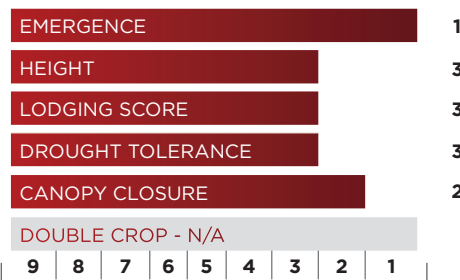 EMERGENCE 1
HEIGHT 3
LODGING SCORE 3
DROUGHT TOLERANCE 3
CANOPY CLOSURE 2
DOUBLE CROP - N/A
9 8 7 6 5 4 3 2 1